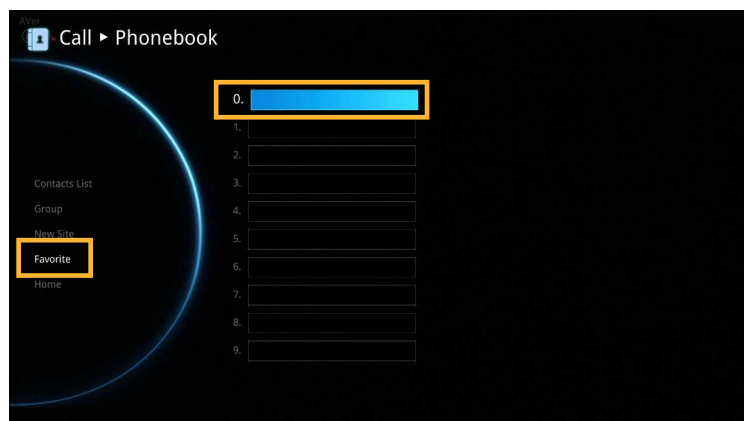 AVer
Call ► Phonebook
0.
1.
2.
3.
4.
5.
6.
7.
8.
9.
Contacts List
Group
New Site
Favorite
Home